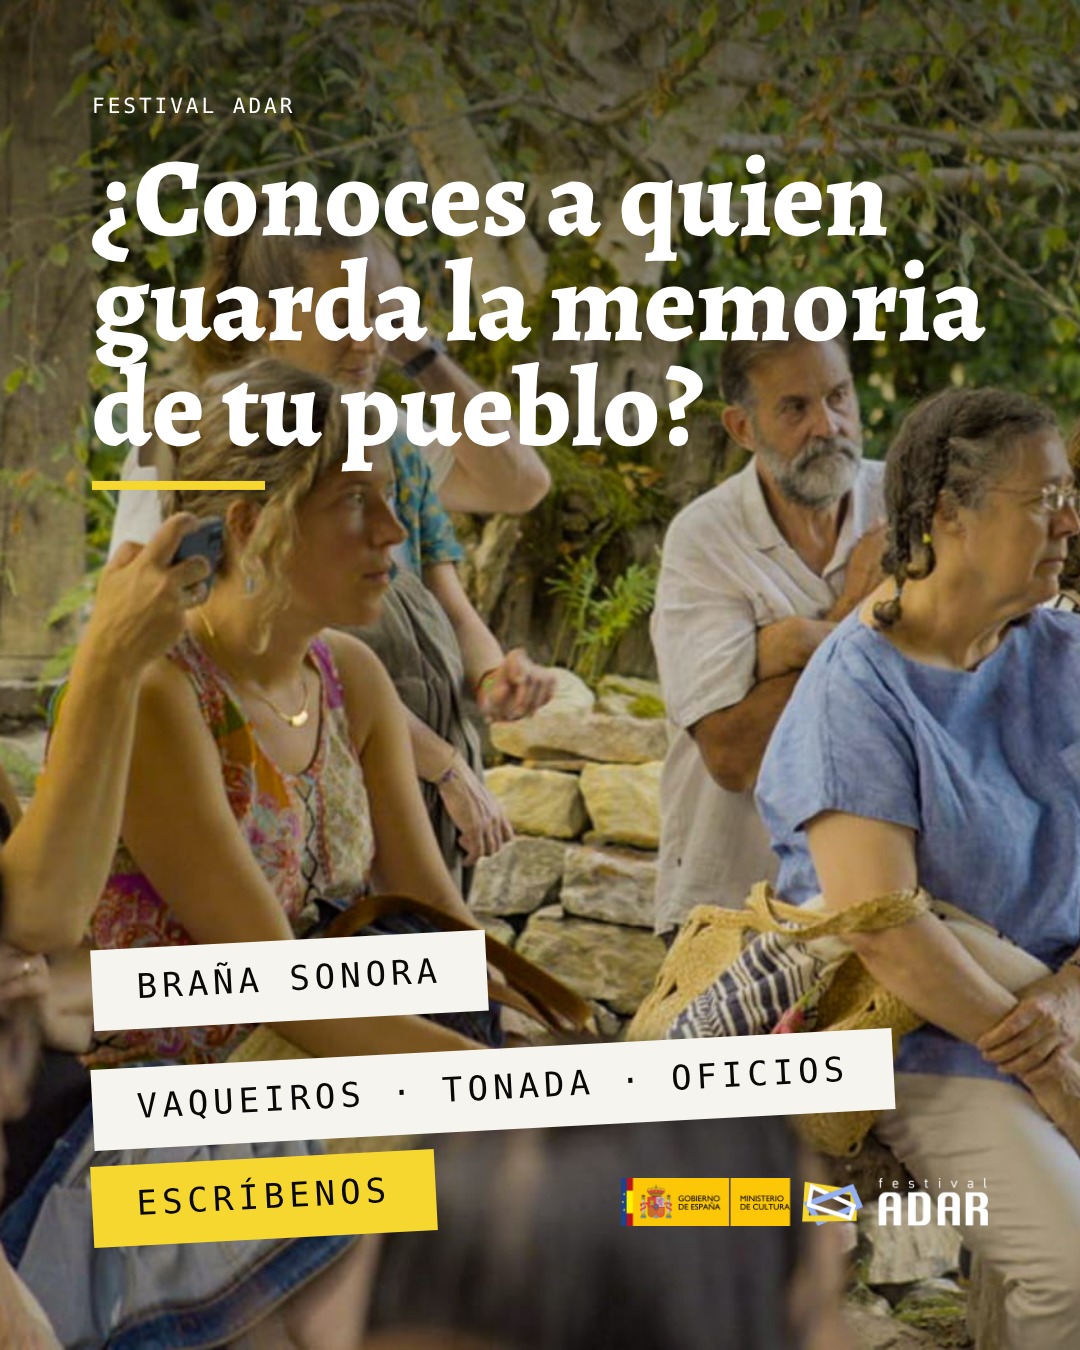 FESTIVAL ADAR
¿Conoces a quien
guarda la memoria
de tu pueblo?
BRAÑA SONORA
VAQUEIROS · TONADA · OFICIOS
ESCRÍBENOS
GOBIERNO
DE ESPAÑA
MINISTERIO
DE CULTURA
festival
ADAR